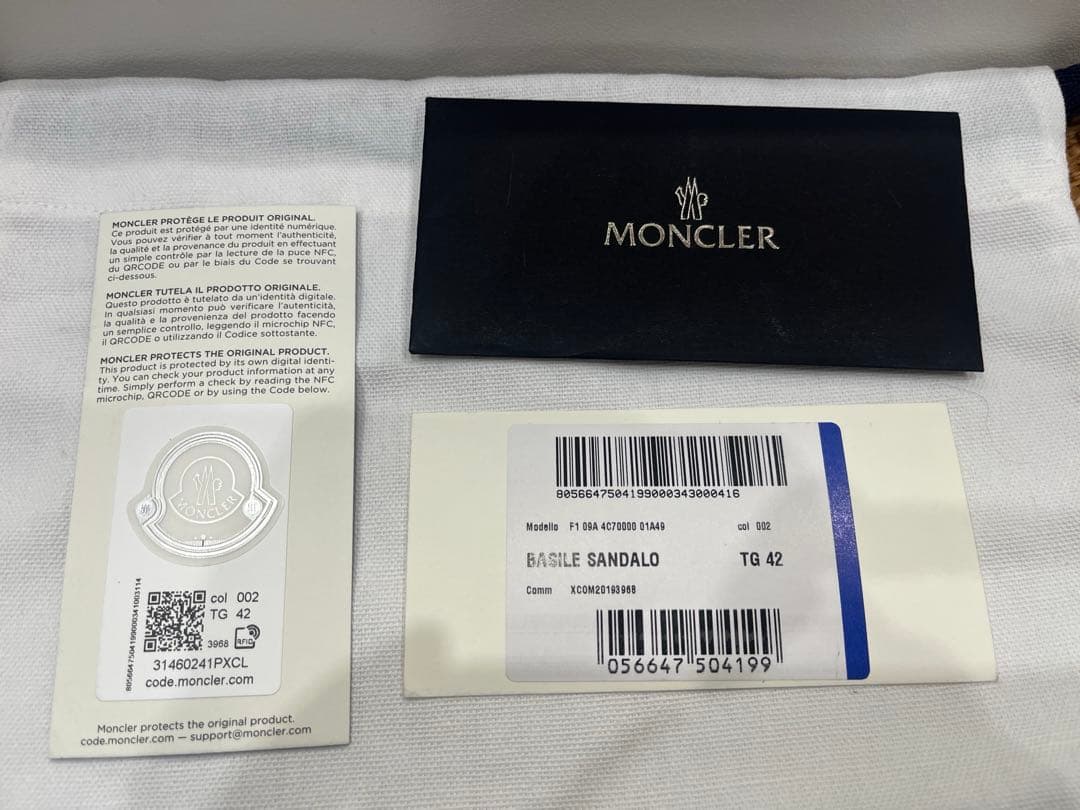 MONCLER PROTÈGE LE PRODUIT ORIGINAL.
Ce produit est protégé par une identité numérique.
Vous pouvez vérifier à tout moment l'authenticité,
la qualité et la provenance du produit en effectuant
un simple contrôle par la lecture de la puce NFC,
du QRCODE ou par le biais du Code se trouvant
ci-dessous.
MONCLER TUTELA IL PRODOTTO ORIGINALE.
Questo prodotto è tutelato da un'identità digitale.
In qualsiasi momento può verificare l'autenticità,
la qualità e la provenienza del prodotto facendo
un semplice controllo, leggendo il microchip NFC,
il QRCODE o utilizzando il Codice sottostante.
MONCLER PROTECTS THE ORIGINAL PRODUCT.
This product is protected by its own digital identi-
ty. You can check your product information at any
time. Simply perform a check by reading the NFC
microchip, QRCODE or by using the Code below.
MONCLER
col 002
TG 42
3968 RFID
31460241PXCL
code.moncler.com
Moncler protects the original product.
code.moncler.com — support@moncler.com
MONCLER
8056647504199000343000416
Modello F1 09A 4C70000 01A49 col 002
BASILE SANDALO TG 42
Comm XCOM20193968
056647 504199